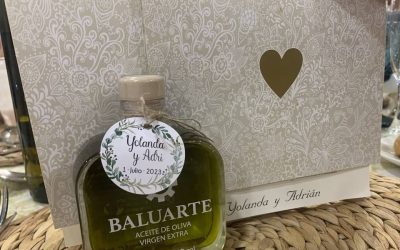 Yolanda
y Adri
1 · Julio · 2023
BALUARTE
ACEITE DE OLIVA
VIRGEN EXTRA
Yolanda y Adrián